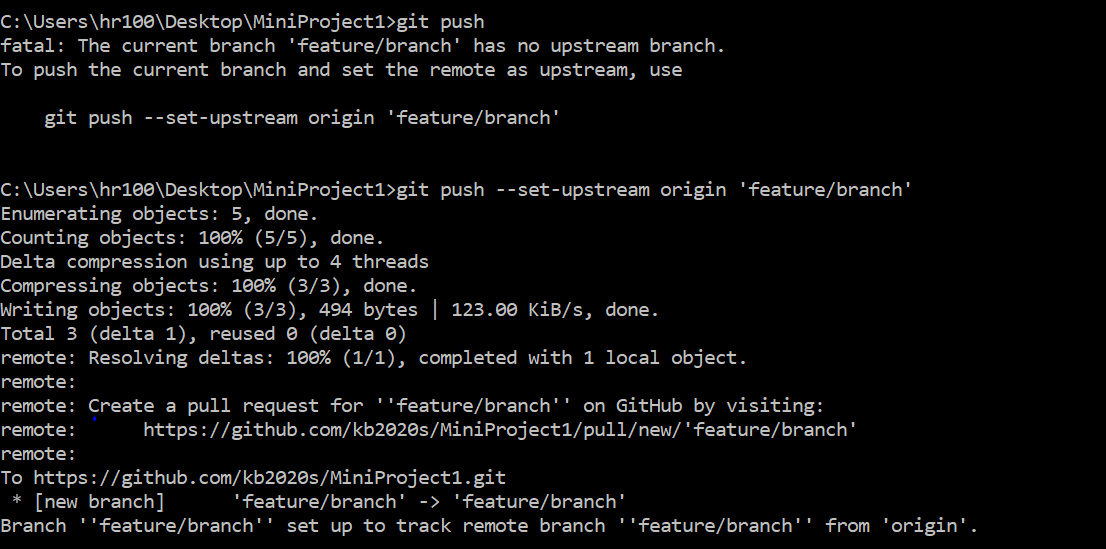 C:\Users\hr100\Desktop\MiniProject1>git push
fatal: The current branch 'feature/branch' has no upstream branch.
To push the current branch and set the remote as upstream, use
git push --set-upstream origin 'feature/branch'
C:\Users\hr100\Desktop\MiniProject1>git push --set-upstream origin 'feature/branch'
Enumerating objects: 5, done.
Counting objects: 100% (5/5), done.
Delta compression using up to 4 threads
Compressing objects: 100% (3/3), done.
Writing objects: 100% (3/3), 494 bytes | 123.00 KiB/s, done.
Total 3 (delta 1), reused 0 (delta 0)
remote: Resolving deltas: 100% (1/1), completed with 1 local object.
remote:
remote: Create a pull request for ''feature/branch'' on GitHub by visiting:
remote:      https://github.com/kb2020s/MiniProject1/pull/new/'feature/branch'
remote:
To https://github.com/kb2020s/MiniProject1.git
 * [new branch]      'feature/branch' -> 'feature/branch'
Branch ''feature/branch'' set up to track remote branch ''feature/branch'' from 'origin'.